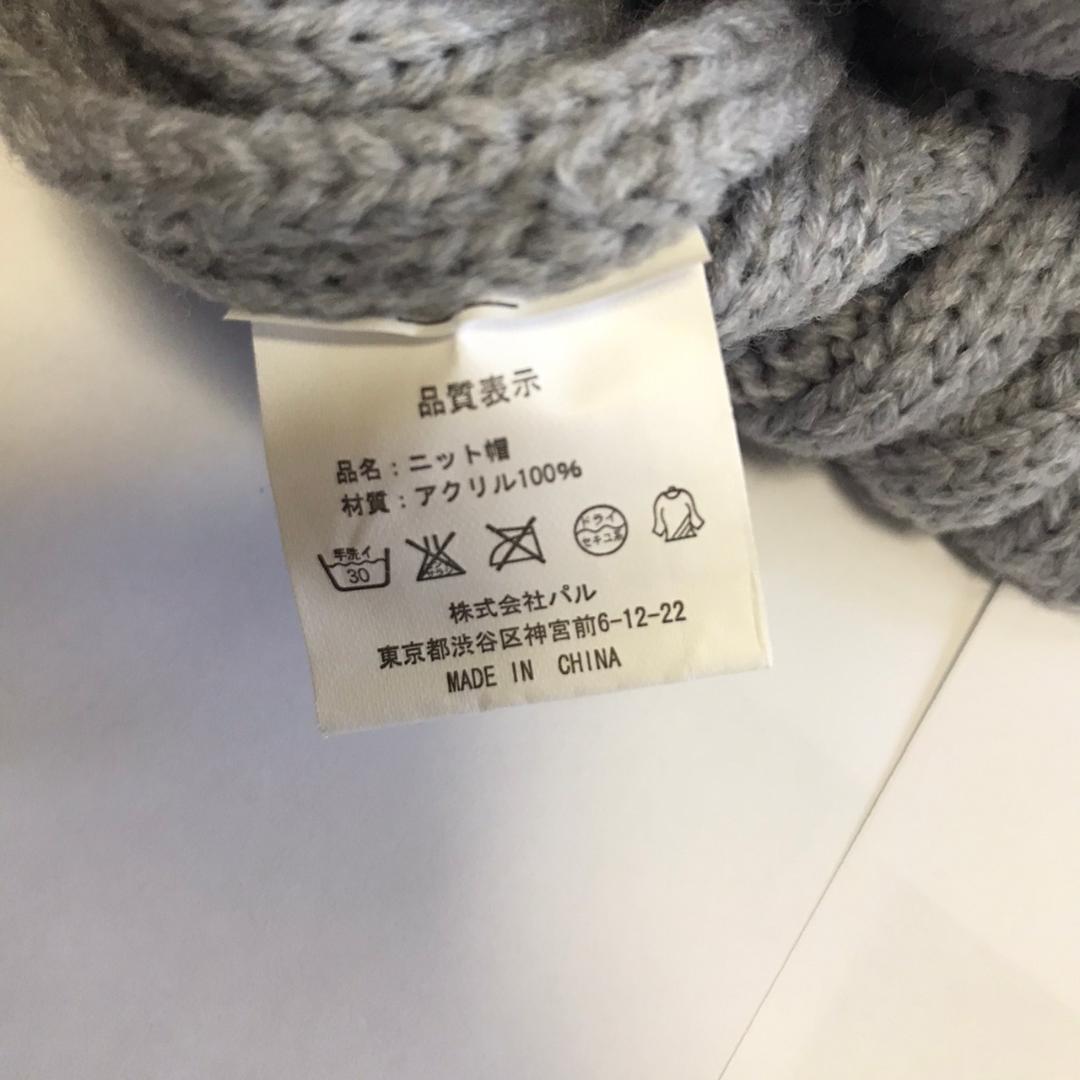 品質表示
品名：ニット帽
材質：アクリル100%
手洗イ
30
ドライ
セキユ系
株式会社パル
東京都渋谷区神宮前6-12-22
MADE IN CHINA